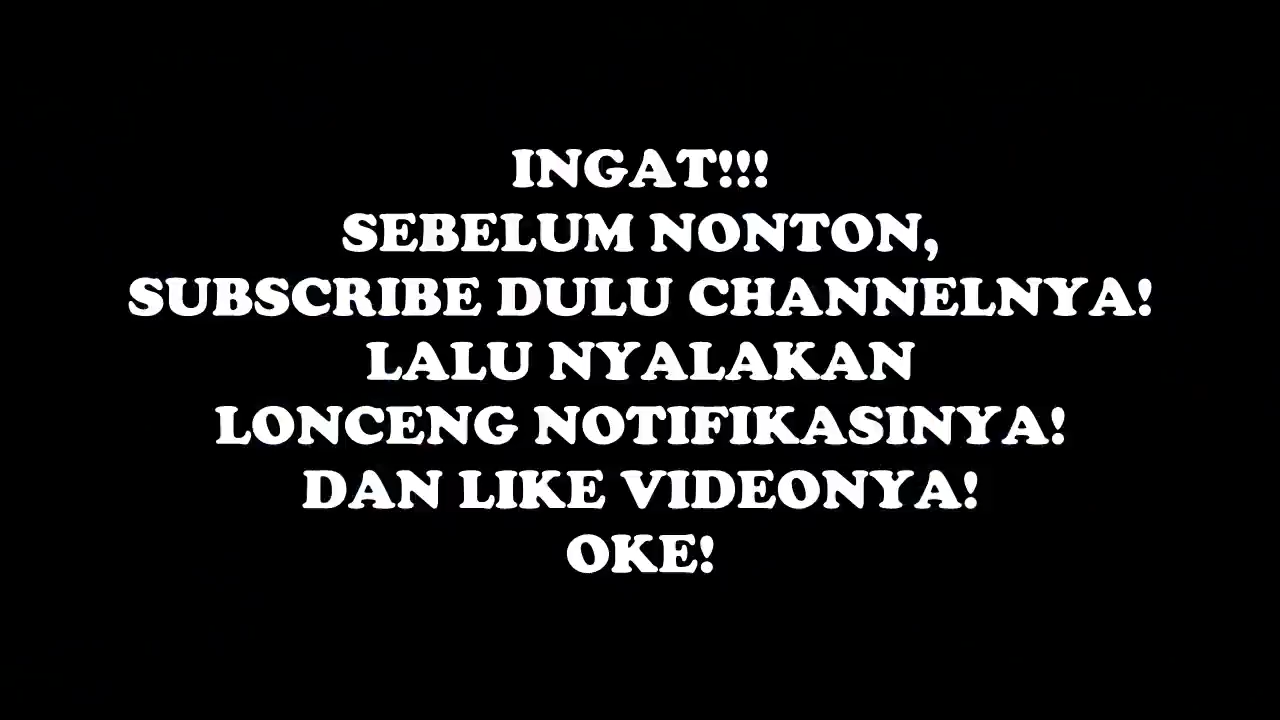 INGAT!!!
SEBELUM NONTON,
SUBSCRIBE DULU CHANNELNYA!
LALU NYALAKAN
LONCENG NOTIFIKASINYA!
DAN LIKE VIDEONYA!
OKE!